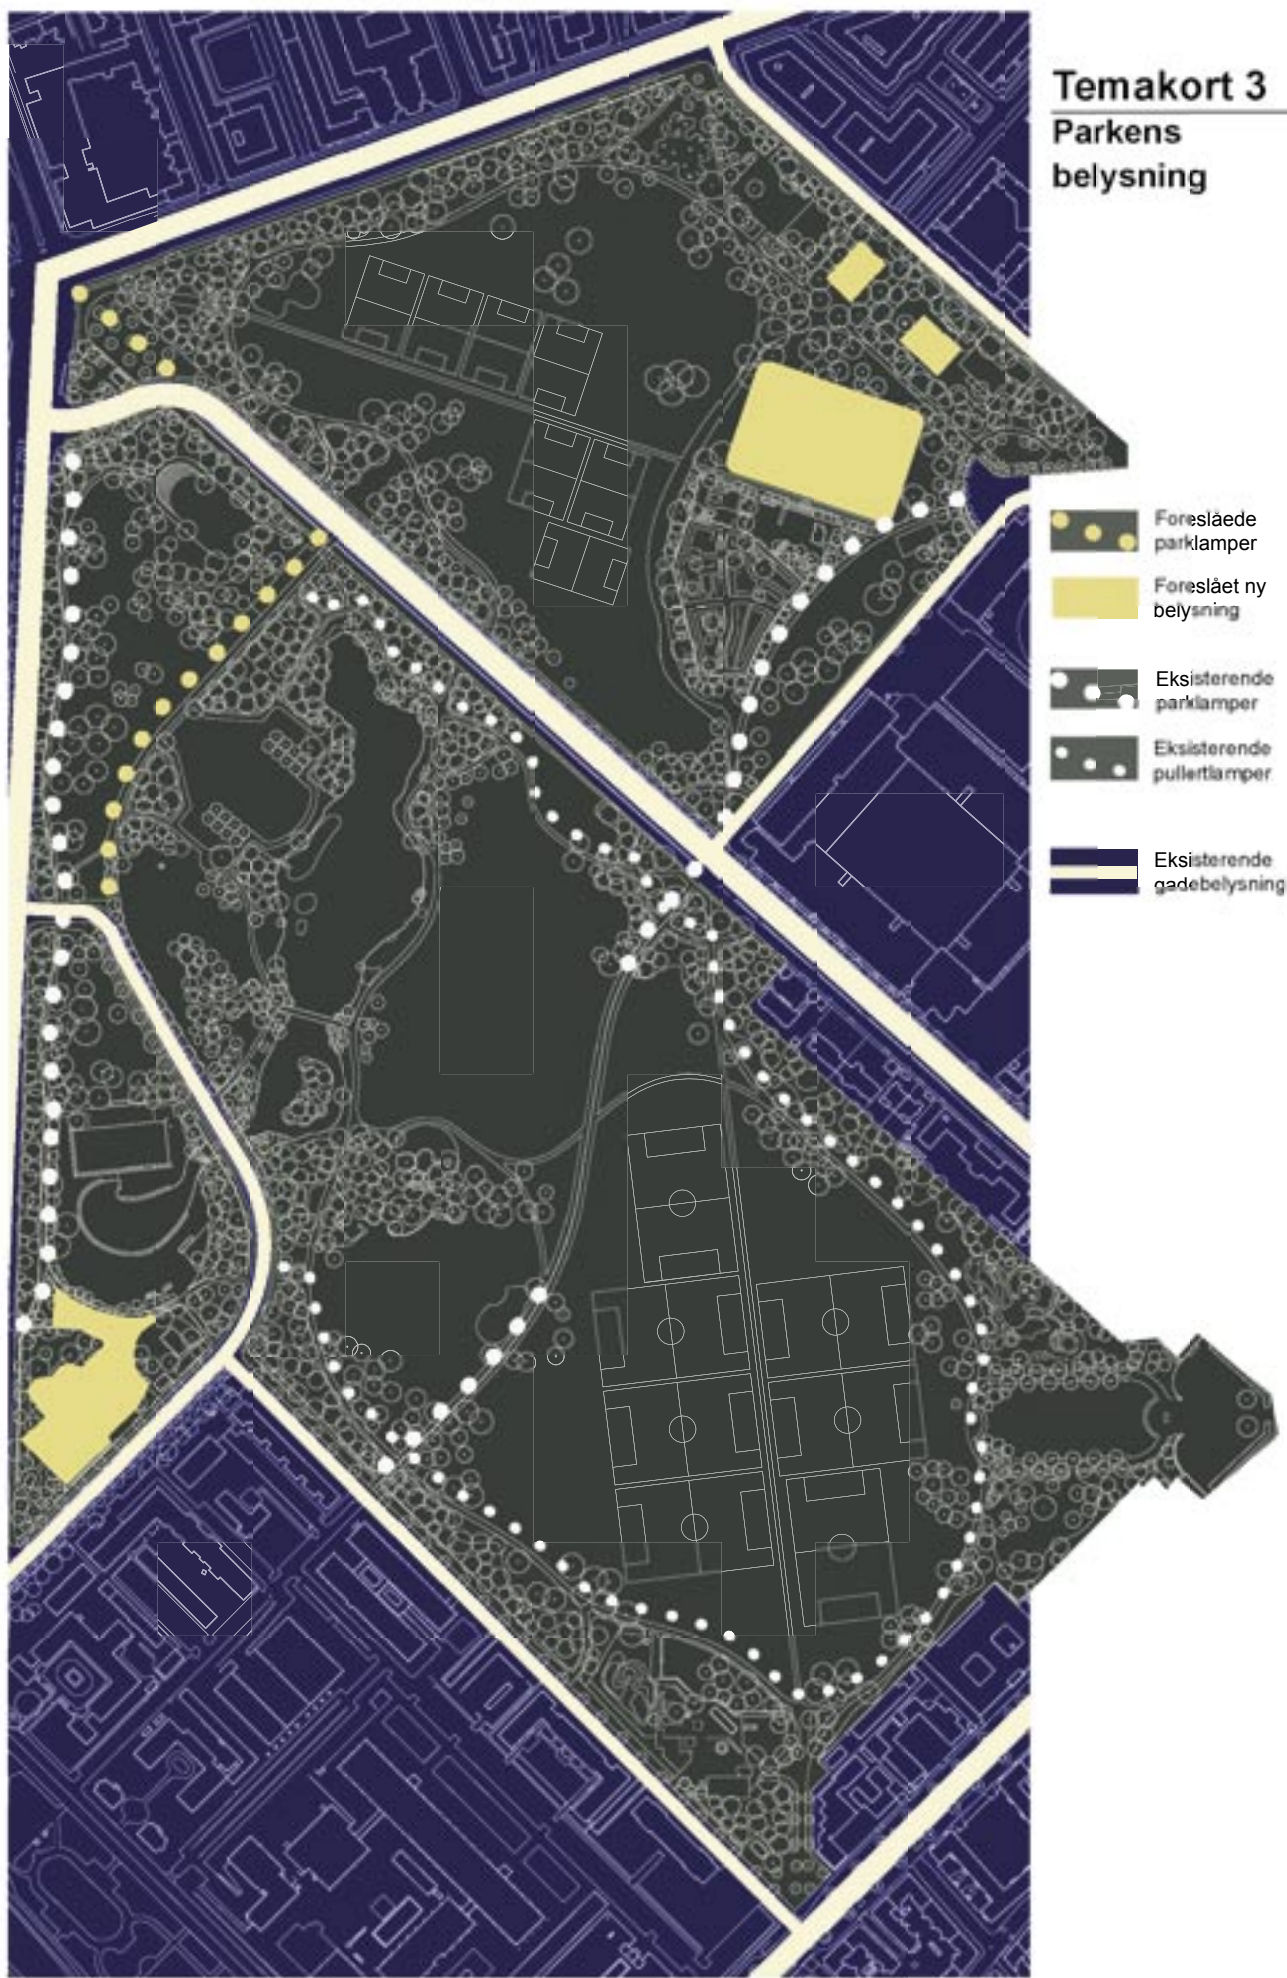 Temakort 3
Parkens
belysning
Foreslåede
parklamper
Foreslået ny
belysning
Eksisterende
parklamper
Eksisterende
pullertlamper
Eksisterende
gadebelysning